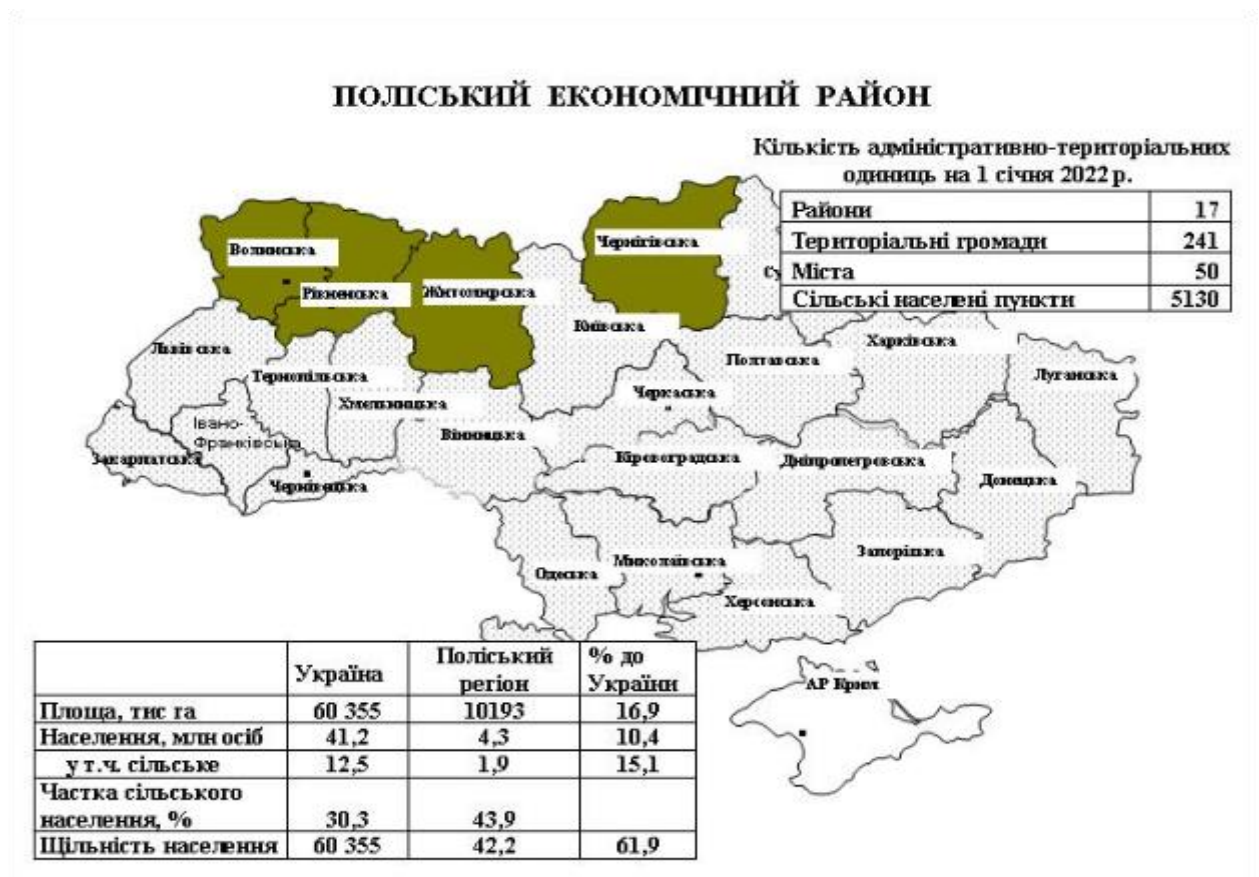 ПОЛІСЬКИЙ ЕКОНОМІЧНИЙ РАЙОН
Кількість адміністративно-територіальних
одиниць на 1 січня 2022 р.
Райони 17
Територіальні громади 241
Міста 50
Сільські населені пункти 5130
Волинська
Рівненська
Житомирська
Чернігівська
Су
Київська
Львівська
Тернопільська
Хмельницька
Полтавська
Харківська
Луганська
Черкаська
Івано-
Франківська
Вінницька
Закарпатська
Чернівецька
Кіровоградська
Дніпропетровська
Донецька
Одеська
Миколаївська
Запорізька
Херсонська
АР Крим
Україна Поліський регіон % до України
Площа, тис га 60 355 10193 16,9
Населення, млн осіб 41,2 4,3 10,4
у т.ч. сільське 12,5 1,9 15,1
Частка сільського
населення, % 30,3 43,9
Щільність населення 60 355 42,2 61,9